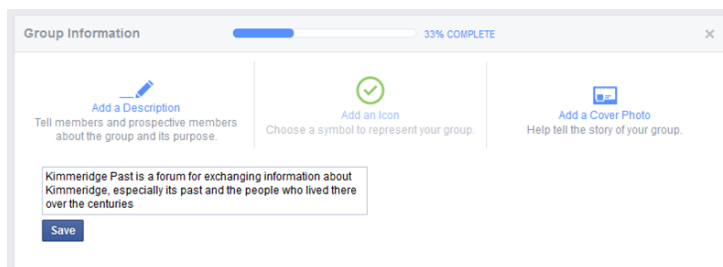 Group Information
33% COMPLETE
Add a Description
Tell members and prospective members
about the group and its purpose.
Add an Icon
Choose a symbol to represent your group.
Add a Cover Photo
Help tell the story of your group.
Kimmeridge Past is a forum for exchanging information about
Kimmeridge, especially its past and the people who lived there
over the centuries
Save